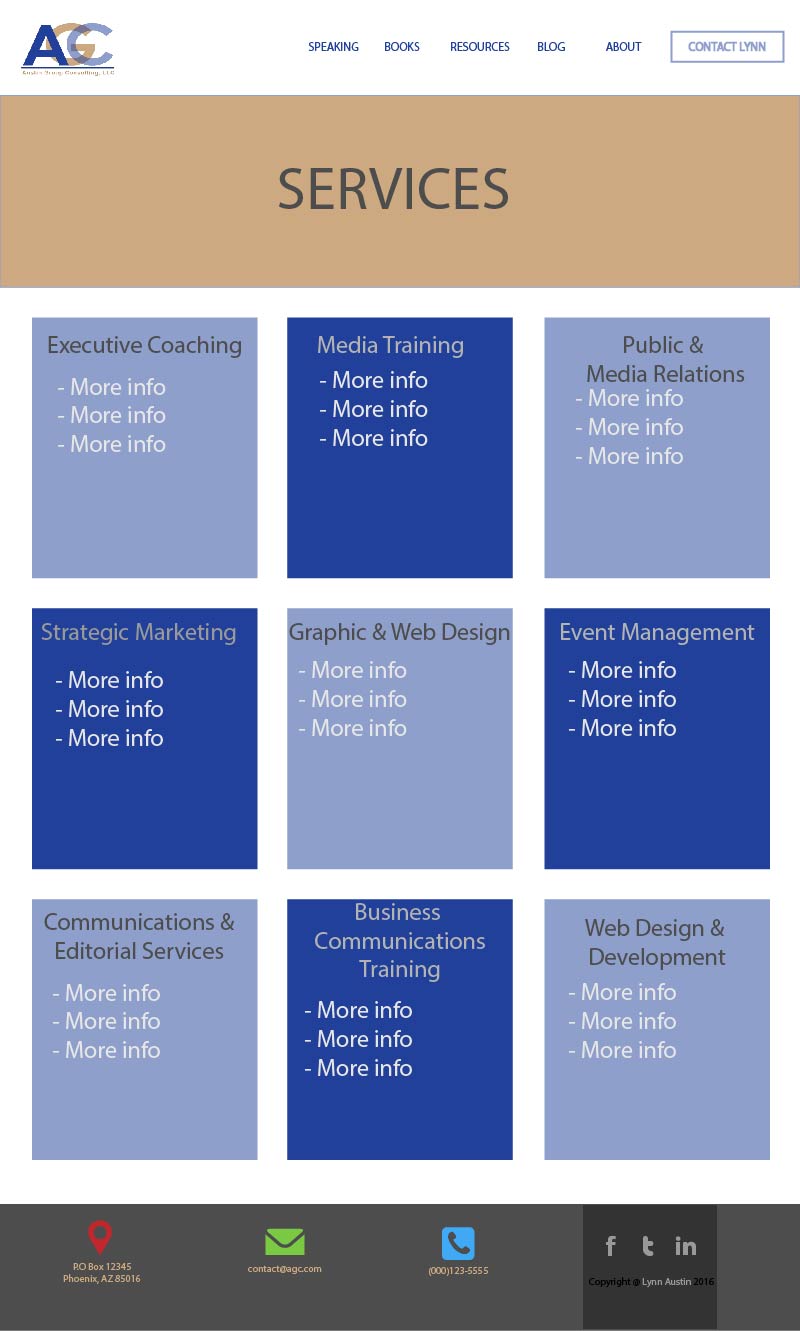 AGC
Austin Group Consulting, LLC
SPEAKING BOOKS RESOURCES BLOG ABOUT CONTACT LYNN
SERVICES
Executive Coaching
- More info
- More info
- More info
Media Training
- More info
- More info
- More info
Public &
Media Relations
- More info
- More info
- More info
Strategic Marketing
- More info
- More info
- More info
Graphic & Web Design
- More info
- More info
- More info
Event Management
- More info
- More info
- More info
Communications &
Editorial Services
- More info
- More info
- More info
Business
Communications
Training
- More info
- More info
- More info
Web Design &
Development
- More info
- More info
- More info
P.O Box 12345
Phoenix, AZ 85016
contact@agc.com
(000)123-5555
f t in
Copyright @ Lynn Austin 2016